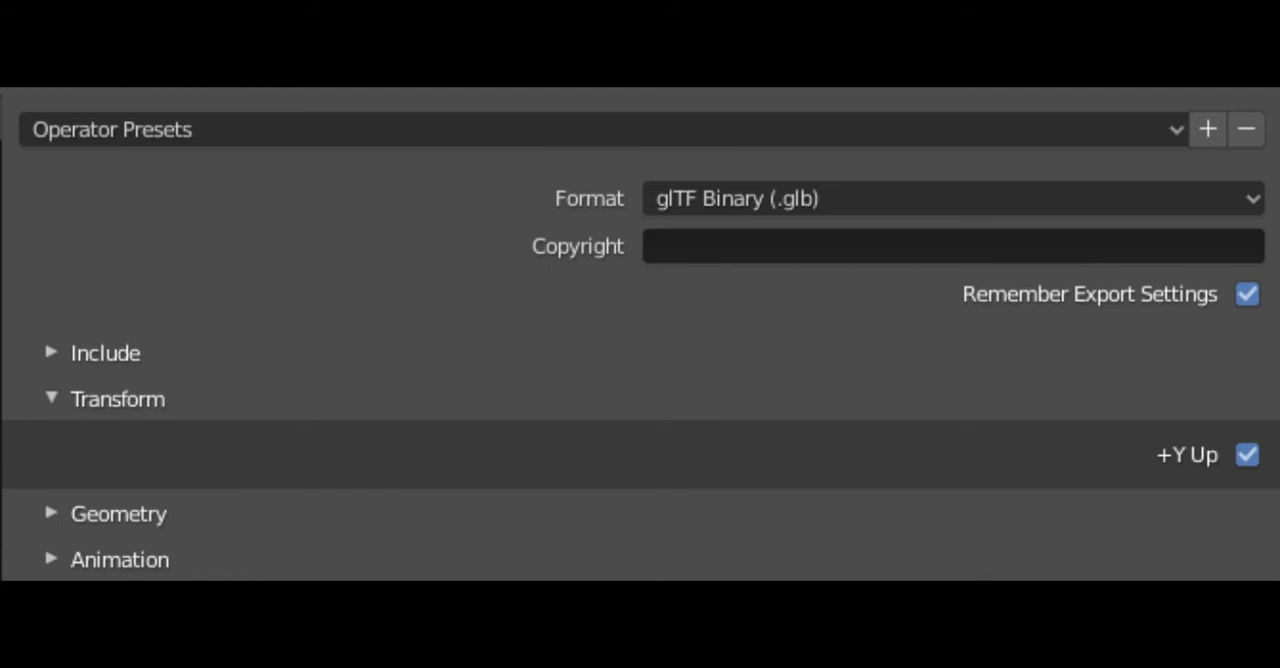 Operator Presets
Format glTF Binary (.glb)
Copyright
Remember Export Settings
Include
Transform
+Y Up
Geometry
Animation